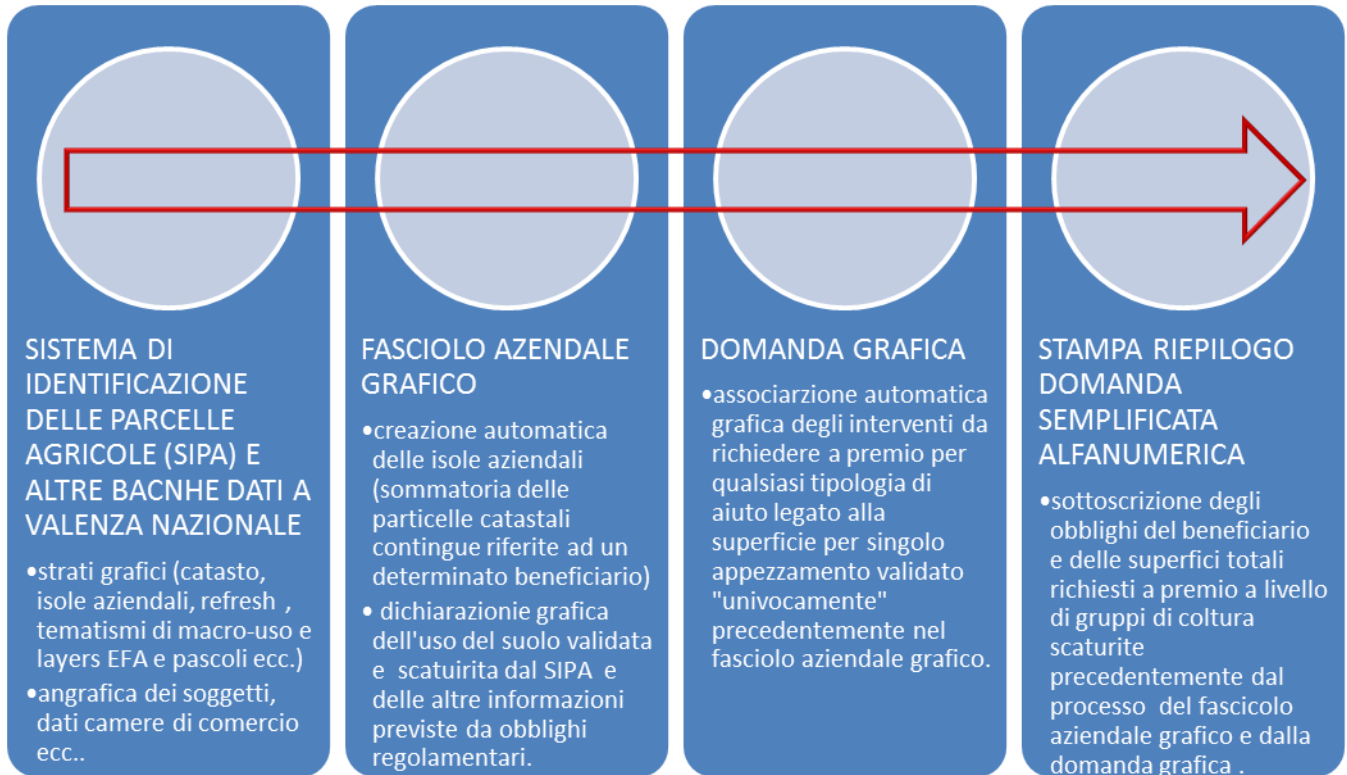 SISTEMA DI
IDENTIFICAZIONE
DELLE PARCELLE
AGRICOLE (SIPA) E
ALTRE BACNHE DATI A
VALENZA NAZIONALE
•strati grafici (catasto,
isole aziendali, refresh ,
tematismi di macro-uso e
layers EFA e pascoli ecc.)
•angrafica dei soggetti,
dati camere di comercio
ecc..
FASCIOLO AZENDALE
GRAFICO
•creazione automatica
delle isole aziendali
(sommatoria delle
particelle catastali
contingue riferite ad un
determinato beneficiario)
• dichiarazionie grafica
dell'uso del suolo validata
e scatuirita dal SIPA e
delle altre informazioni
previste da obblighi
regolamentari.
DOMANDA GRAFICA
•associarzione automatica
grafica degli interventi da
richiedere a premio per
qualsiasi tipologia di
aiuto legato alla
superficie per singolo
appezzamento validato
"univocamente"
precedentemente nel
fasciolo aziendale grafico.
STAMPA RIEPILOGO
DOMANDA
SEMPLIFICATA
ALFANUMERICA
•sottoscrizione degli
obblighi del beneficiario
e delle superfici totali
richiesti a premio a livello
di gruppi di coltura
scaturite
precedentemente dal
processo del fascicolo
aziendale grafico e dalla
domanda grafica .